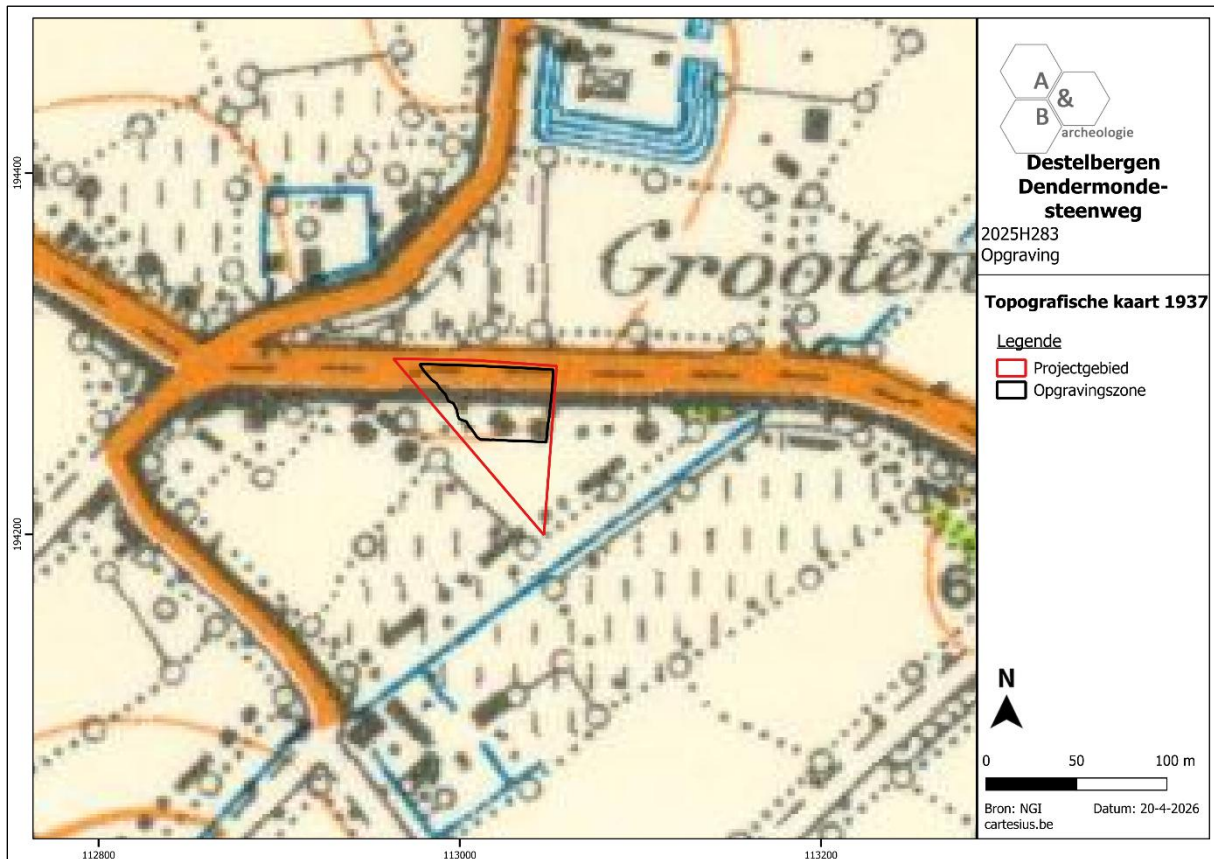 A
&
B
archeologie
Destelbergen
Dendermonde-
steenweg
2025H283
Opgraving
Topografische kaart 1937
Legende
Projectgebied
Opgravingszone
N
0 50 100 m
Bron: NGI
cartesius.be
Datum: 20-4-2026
194400
194200
112800
113000
113200
6